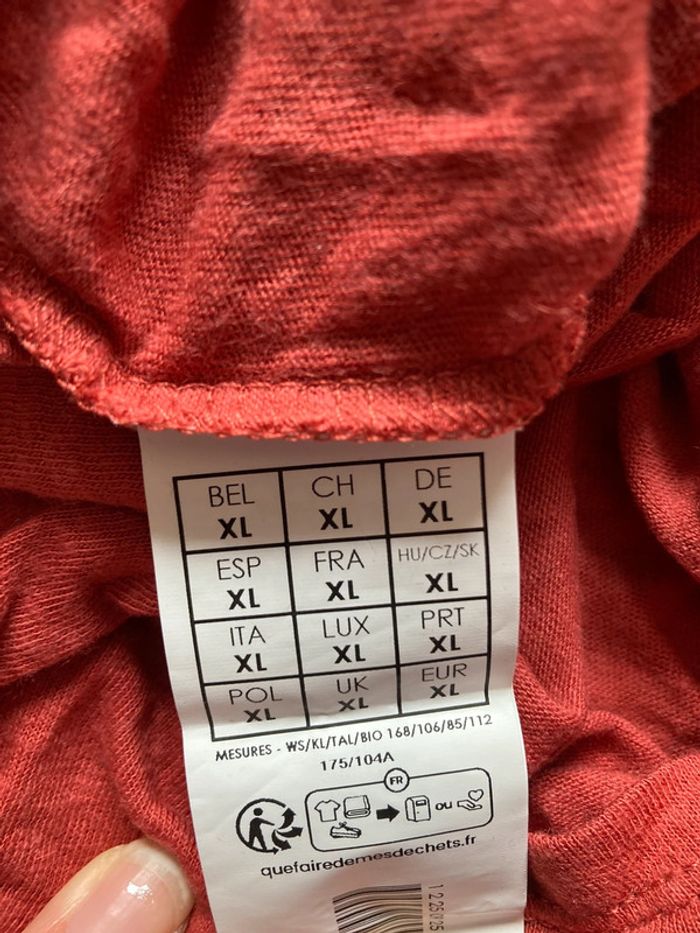 BEL CH DE
XL XL XL
ESP FRA HU/CZ/SK
XL XL XL
ITA LUX PRT
XL XL XL
POL UK EUR
XL XL XL
MESURES - WS/KL/TAL/BIO 168/106/85/112
175/104A
FR
OU
quefairedemesdechets.fr